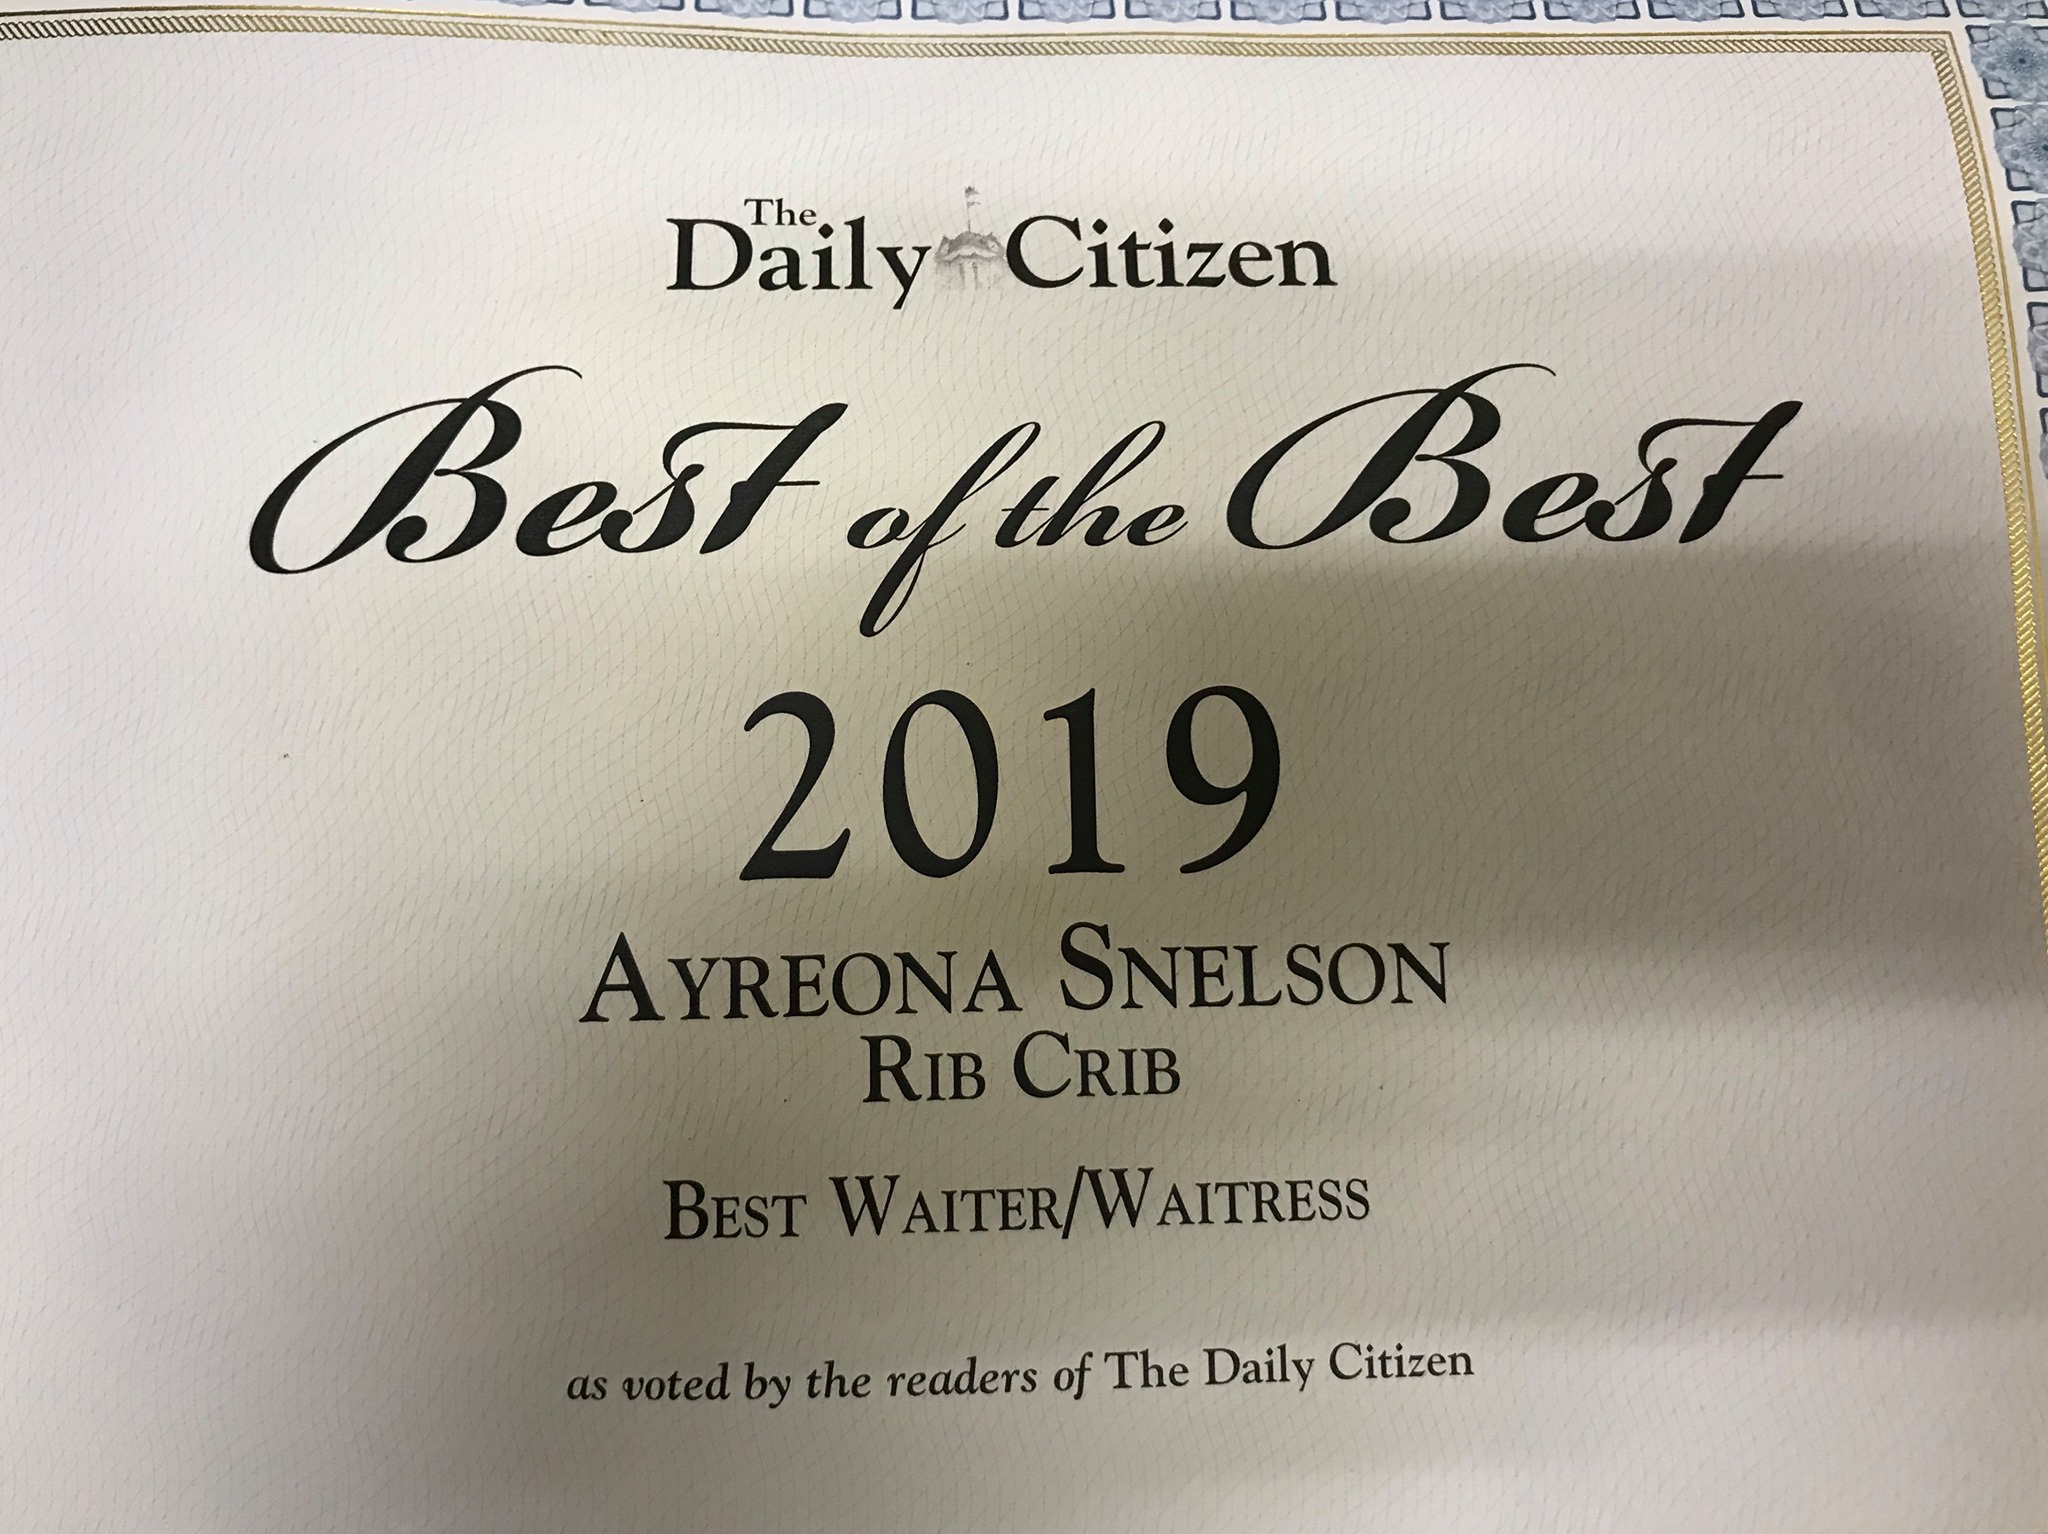 The Daily Citizen
Best of the Best
2019
AYREONA SNELSON
RIB CRIB
BEST WAITER/WAITRESS
as voted by the readers of The Daily Citizen